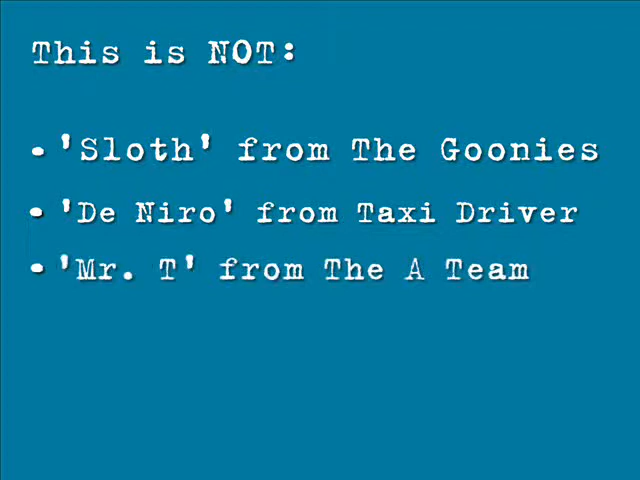 This is NOT:
• 'Sloth' from The Goonies
• 'De Niro' from Taxi Driver
• 'Mr. T' from The A Team